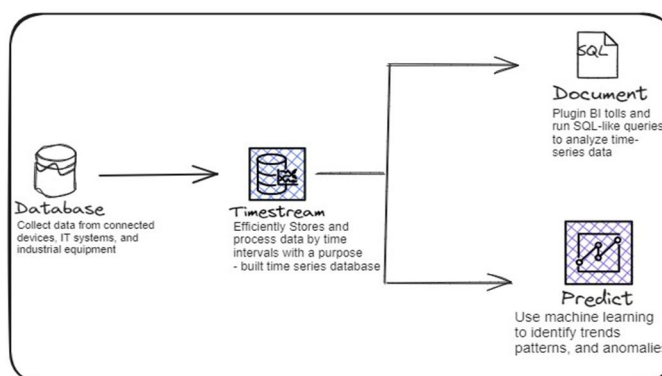 Database
Collect data from connected
devices, IT systems, and
industrial equipment
Timestream
Efficiently Stores and
process data by time
intervals with a purpose
- built time series database
SQL
Document
Plugin BI tolls and
run SQL-like queries
to analyze time-
series data
Predict
Use machine learning
to identify trends
patterns, and anomalies